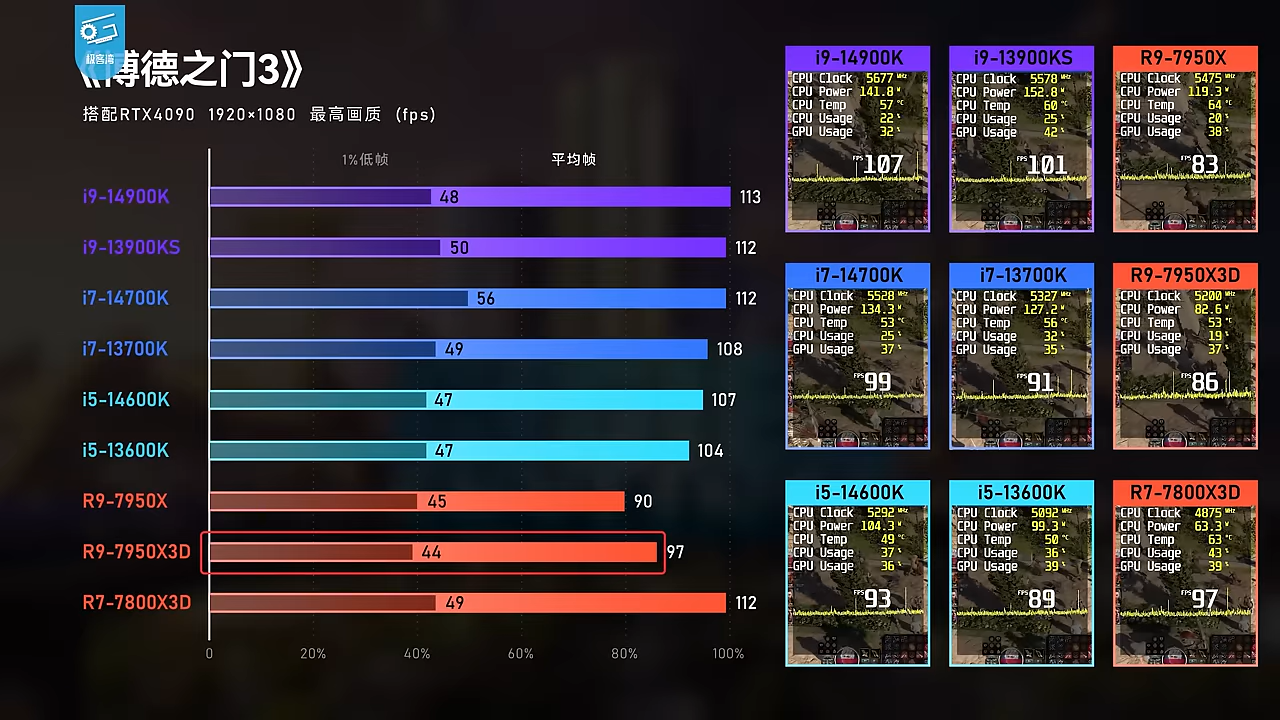 极客湾
《博德之门3》
搭配RTX4090 1920×1080 最高画质 (fps)
1%低帧 平均帧
i9-14900K 48 113
i9-13900KS 50 112
i7-14700K 56 112
i7-13700K 49 108
i5-14600K 47 107
i5-13600K 47 104
R9-7950X 45 90
R9-7950X3D 44 97
R7-7800X3D 49 112
0 20% 40% 60% 80% 100%
i9-14900K
CPU Clock 5677 MHz
CPU Power 141.8 W
CPU Temp 57 °C
CPU Usage 22 %
GPU Usage 32 %
FPS 107
i9-13900KS
CPU Clock 5578 MHz
CPU Power 152.8 W
CPU Temp 60 °C
CPU Usage 25 %
GPU Usage 42 %
FPS 101
R9-7950X
CPU Clock 5475 MHz
CPU Power 119.3 W
CPU Temp 64 °C
CPU Usage 20 %
GPU Usage 38 %
FPS 83
i7-14700K
CPU Clock 5528 MHz
CPU Power 134.3 W
CPU Temp 53 °C
CPU Usage 25 %
GPU Usage 37 %
FPS 99
i7-13700K
CPU Clock 5327 MHz
CPU Power 127.2 W
CPU Temp 56 °C
CPU Usage 32 %
GPU Usage 35 %
FPS 91
R9-7950X3D
CPU Clock 5200 MHz
CPU Power 82.6 W
CPU Temp 53 °C
CPU Usage 19 %
GPU Usage 37 %
FPS 86
i5-14600K
CPU Clock 5292 MHz
CPU Power 104.3 W
CPU Temp 49 °C
CPU Usage 37 %
GPU Usage 36 %
FPS 93
i5-13600K
CPU Clock 5092 MHz
CPU Power 99.3 W
CPU Temp 50 °C
CPU Usage 36 %
GPU Usage 39 %
FPS 89
R7-7800X3D
CPU Clock 4875 MHz
CPU Power 63.3 W
CPU Temp 63 °C
CPU Usage 43 %
GPU Usage 39 %
FPS 97